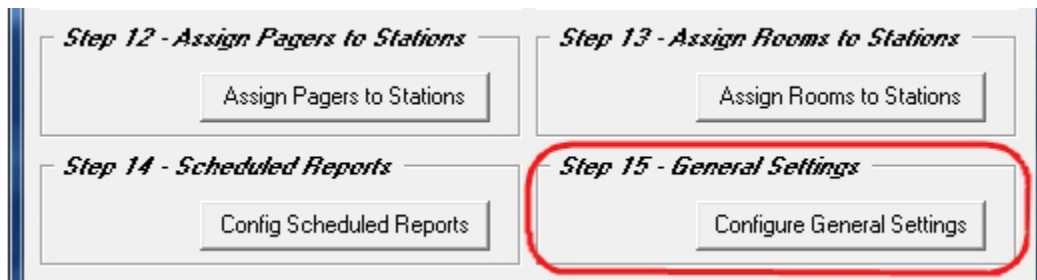 Step 12 - Assign Pagers to Stations
Assign Pagers to Stations
Step 13 - Assign Rooms to Stations
Assign Rooms to Stations
Step 14 - Scheduled Reports
Config Scheduled Reports
Step 15 - General Settings
Configure General Settings